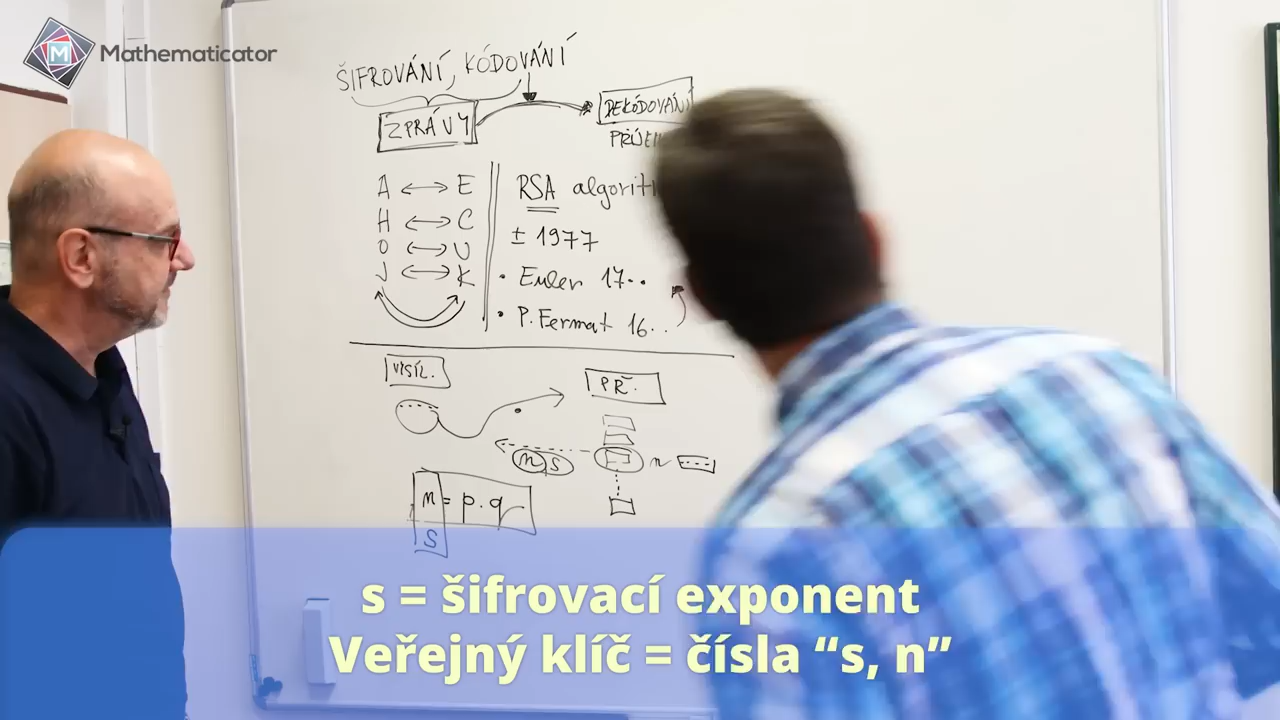 Mathematicator
ŠIFROVÁNÍ, KÓDOVÁNÍ
ZPRÁVY
DEKÓDOVÁNÍ
A ↔ E
H ↔ C
O ↔ U
J ↔ K
RSA
± 1977
• Euler 17..
• P. Fermat 16..
VYSÍL.
PŘ.
n s
n = p.q
s
s = šifrovací exponent
Veřejný klíč = čísla “s, n”